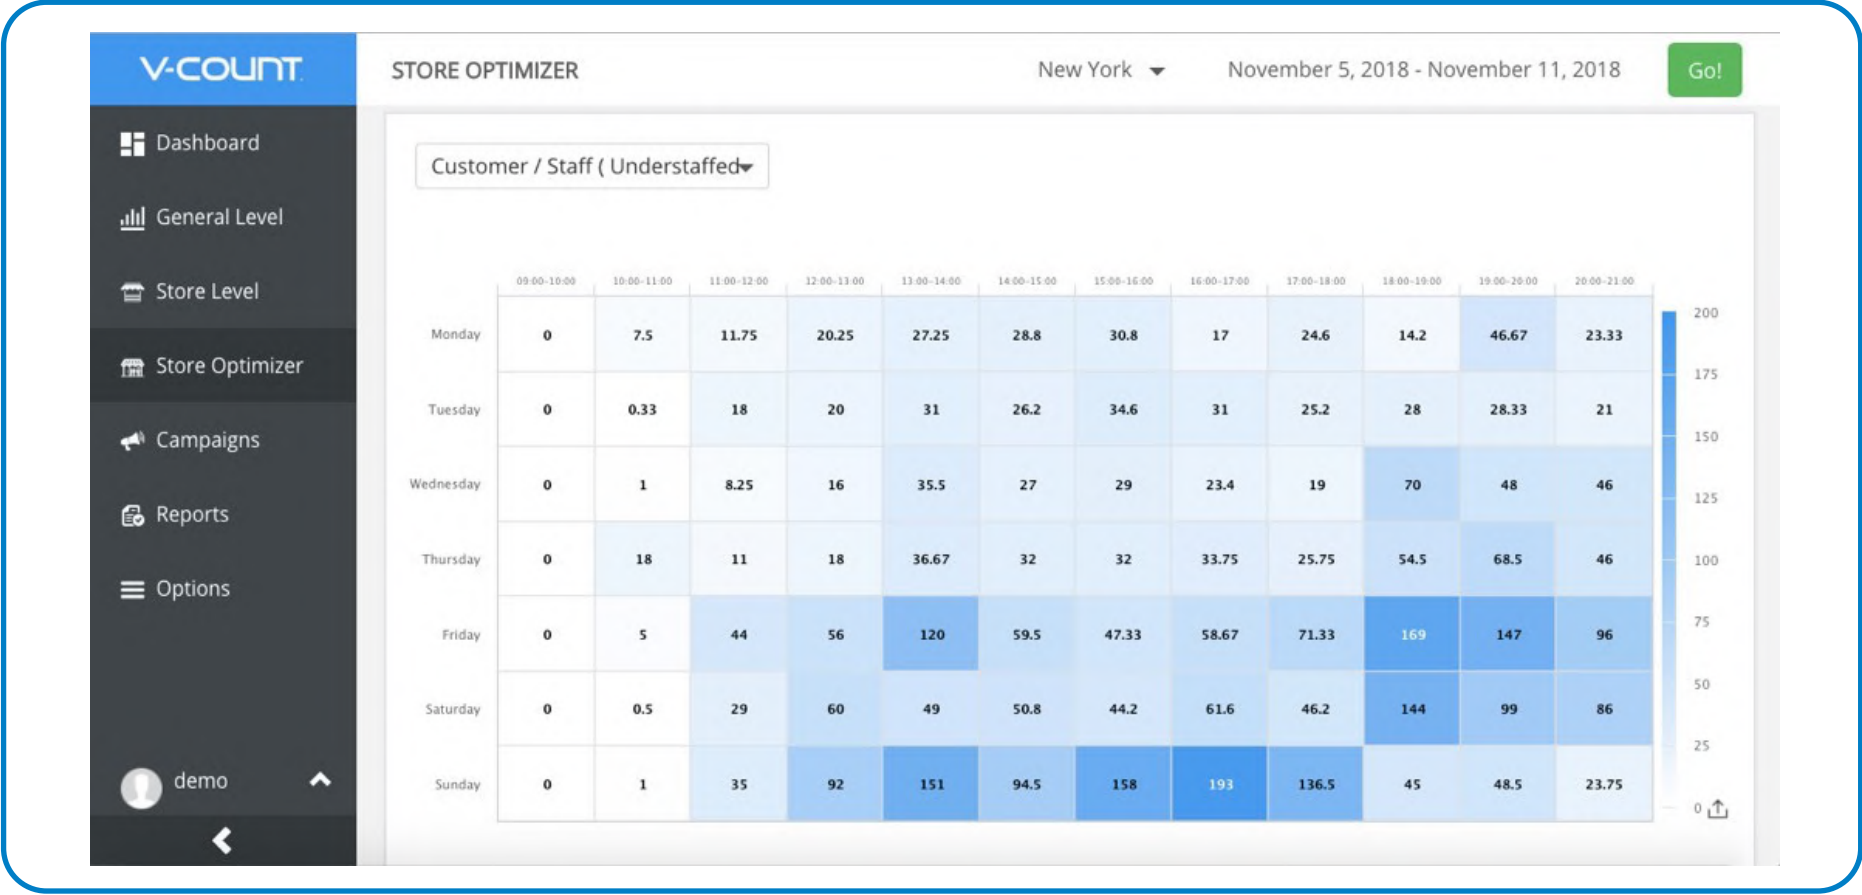 V-COUNT
STORE OPTIMIZER
New York
November 5, 2018 - November 11, 2018
Go!
Dashboard
General Level
Store Level
Store Optimizer
Campaigns
Reports
Options
demo
Customer / Staff ( Understaffed
09:00-10:00 10:00-11:00 11:00-12:00 12:00-13:00 13:00-14:00 14:00-15:00 15:00-16:00 16:00-17:00 17:00-18:00 18:00-19:00 19:00-20:00 20:00-21:00
Monday 0 7.5 11.75 20.25 27.25 28.8 30.8 17 24.6 14.2 46.67 23.33
Tuesday 0 0.33 18 20 31 26.2 34.6 31 25.2 28 28.33 21
Wednesday 0 1 8.25 16 35.5 27 29 23.4 19 70 48 46
Thursday 0 18 11 18 36.67 32 32 33.75 25.75 54.5 68.5 46
Friday 0 5 44 56 120 59.5 47.33 58.67 71.33 169 147 96
Saturday 0 0.5 29 60 49 50.8 44.2 61.6 46.2 144 99 86
Sunday 0 1 35 92 151 94.5 158 193 136.5 45 48.5 23.75
200
175
150
125
100
75
50
25
0